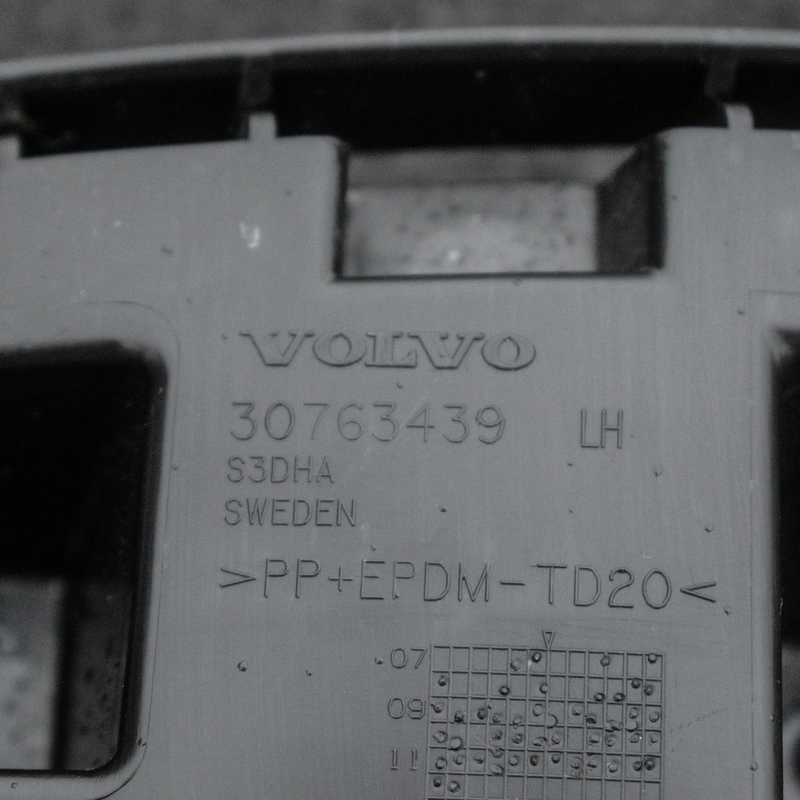 VOLVO
30763439 LH
S3DHA
SWEDEN
>PP+EPDM-TD20<
07
09
11